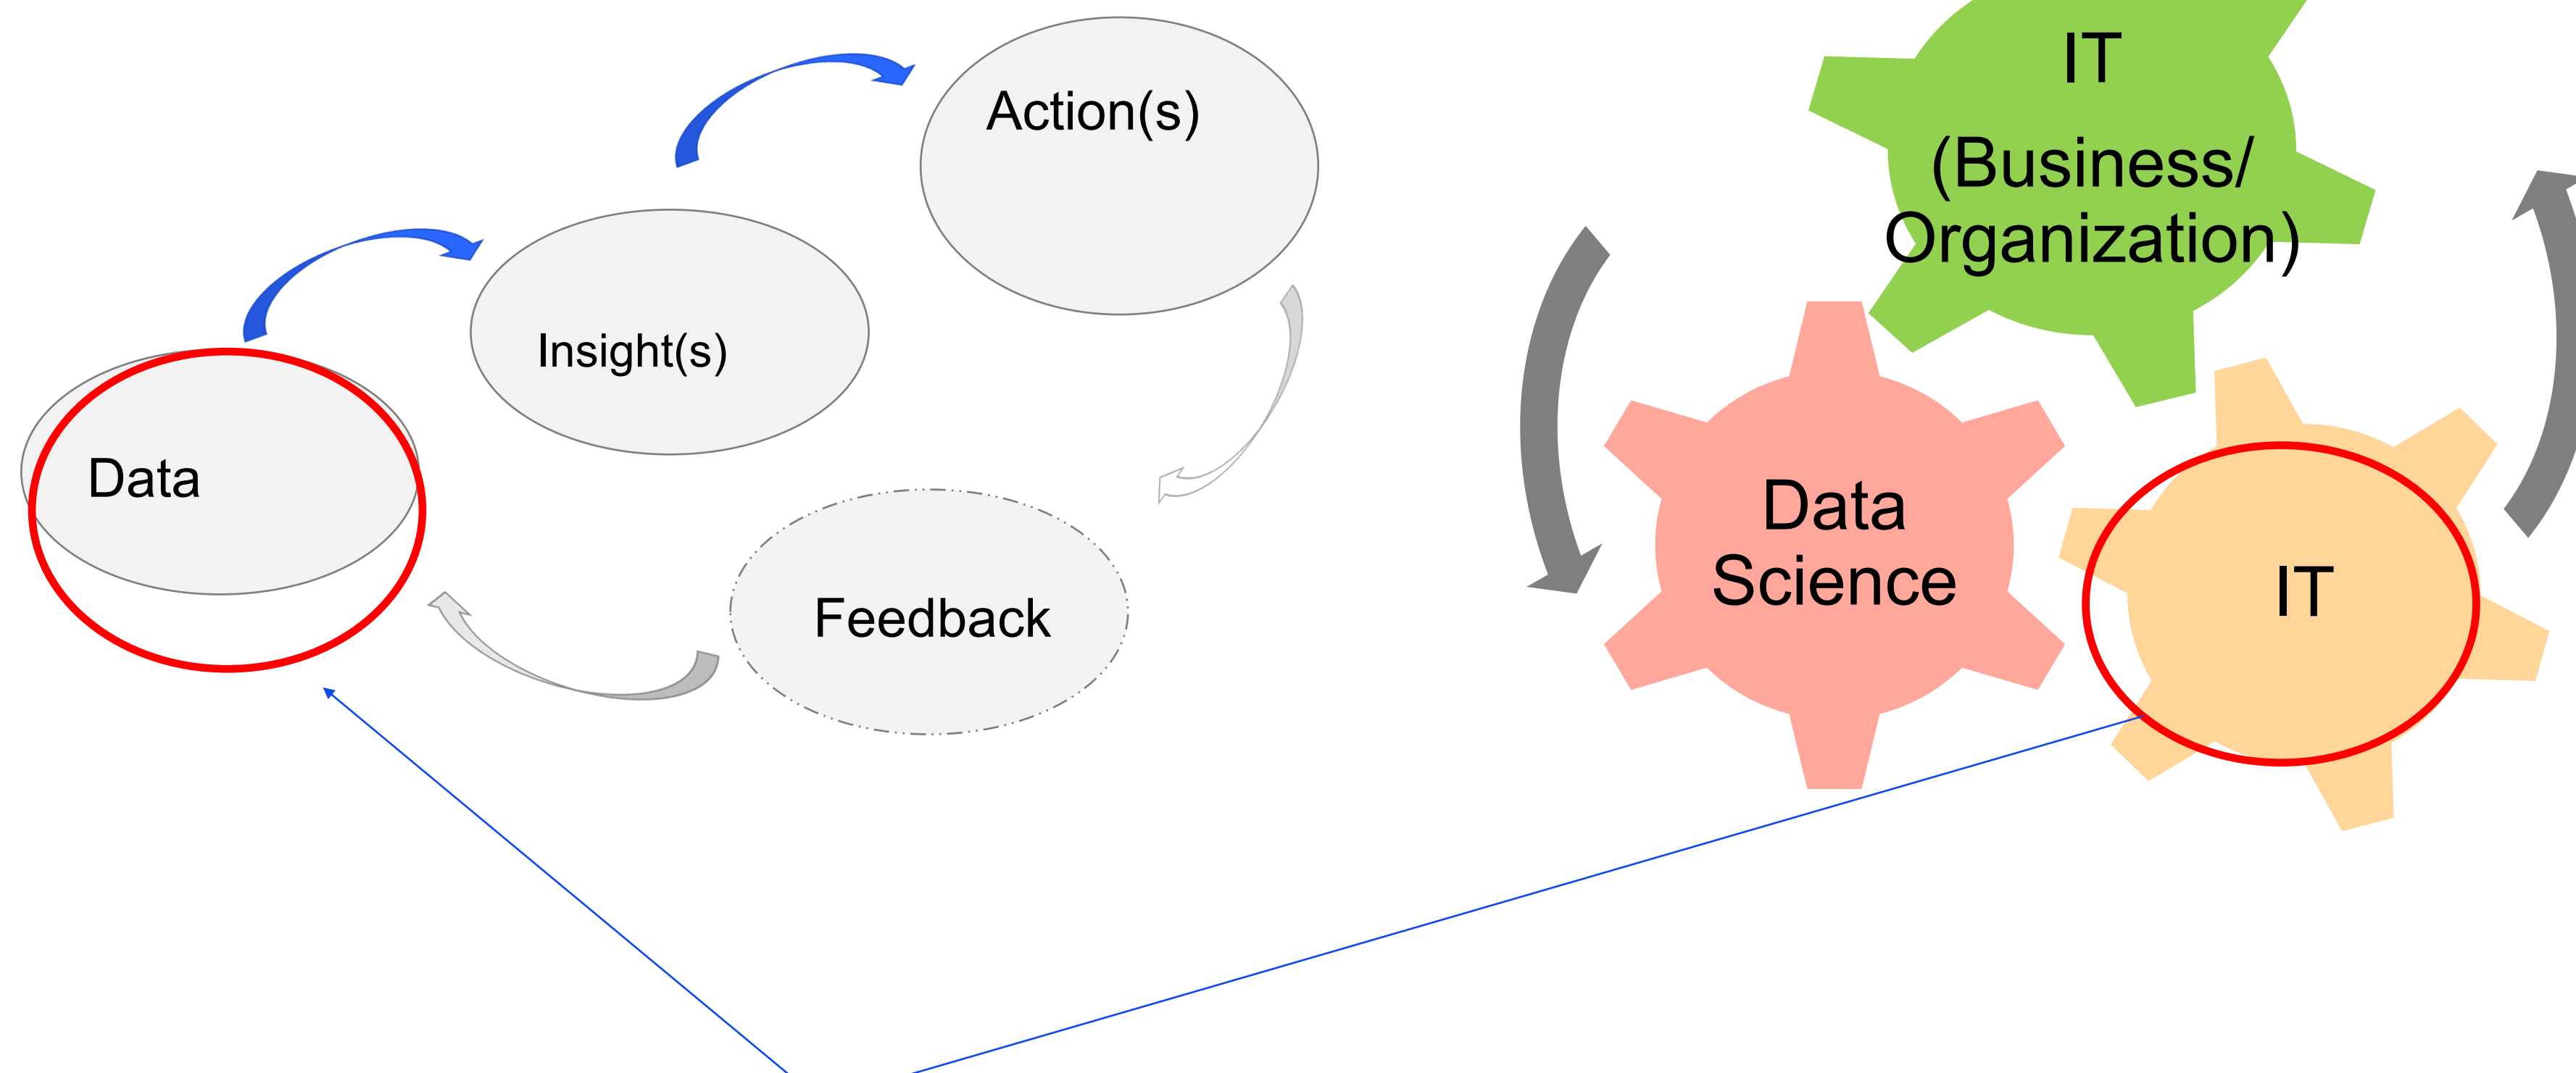 Action(s)
Insight(s)
Data
Feedback
IT
(Business/
Organization)
Data
Science
IT